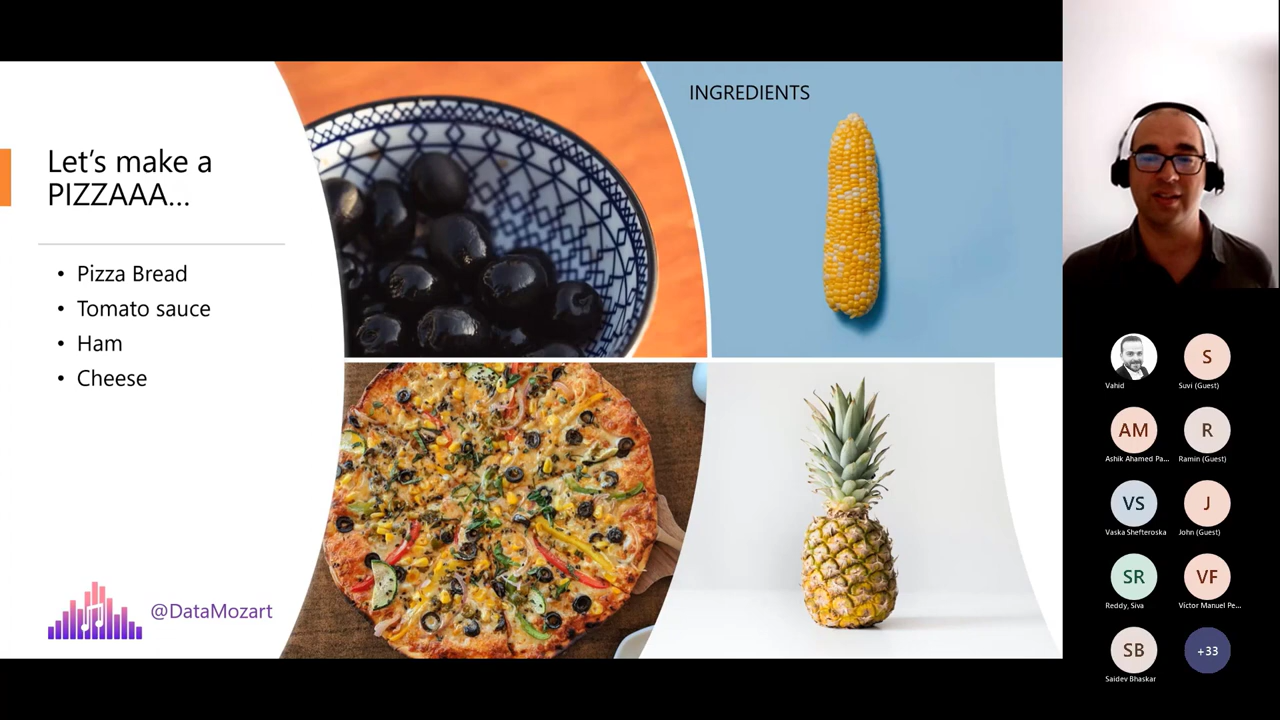 INGREDIENTS
Let's make a
PIZZAAA...
• Pizza Bread
• Tomato sauce
• Ham
• Cheese
@DataMozart
Vahid
S
Suvi (Guest)
AM
Ashik Ahamed Pa...
R
Ramin (Guest)
VS
Vaska Shefteroska
J
John (Guest)
SR
Reddy, Siva
VF
Victor Manuel Pe...
SB
Saidev Bhaskar
+33